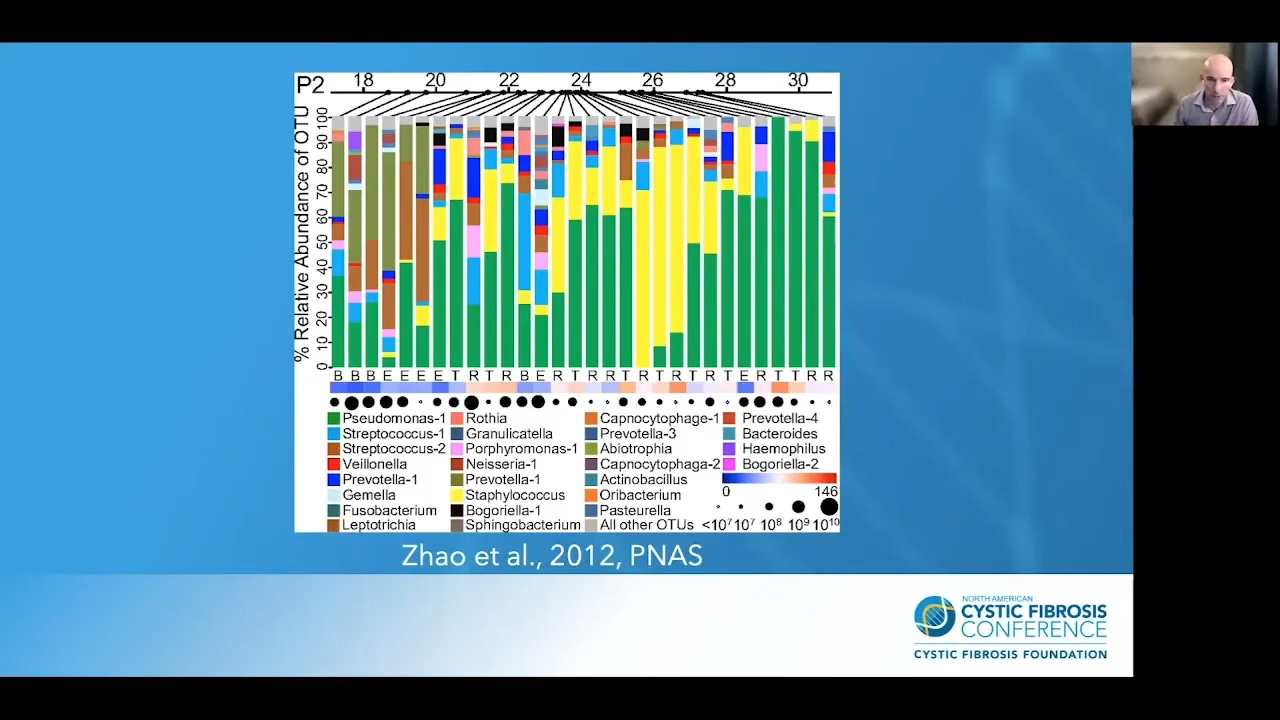 P2 18 20 22 24 26 28 30
% Relative Abundance of OTU
100
90
80
70
60
50
40
30
20
10
0
B B B E E E E T R T R B E R T R R T R T R T R T E R T T R R
Pseudomonas-1 Rothia Capnocytophage-1 Prevotella-4
Streptococcus-1 Granulicatella Prevotella-3 Bacteroides
Streptococcus-2 Porphyromonas-1 Abiotrophia Haemophilus
Veillonella Neisseria-1 Capnocytophaga-2 Bogoriella-2
Prevotella-1 Prevotella-1 Actinobacillus
Gemella Staphylococcus Oribacterium 0 146
Fusobacterium Bogoriella-1 Pasteurella
Leptotrichia Sphingobacterium All other OTUs <10⁷ 10⁷ 10⁸ 10⁹ 10¹⁰
Zhao et al., 2012, PNAS
NORTH AMERICAN
CYSTIC FIBROSIS
CONFERENCE
CYSTIC FIBROSIS FOUNDATION